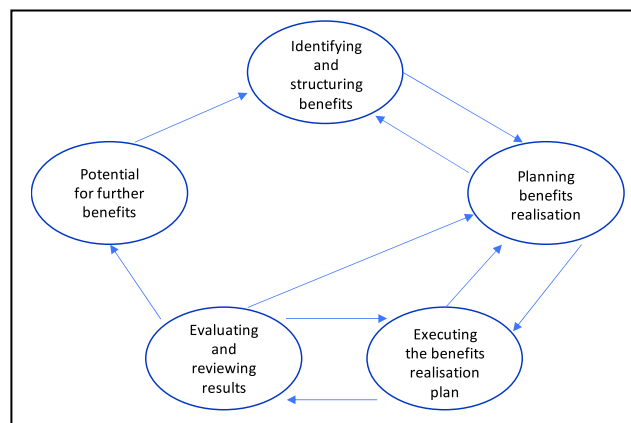 Identifying
and
structuring
benefits
Potential
for further
benefits
Planning
benefits
realisation
Evaluating
and
reviewing
results
Executing
the benefits
realisation
plan